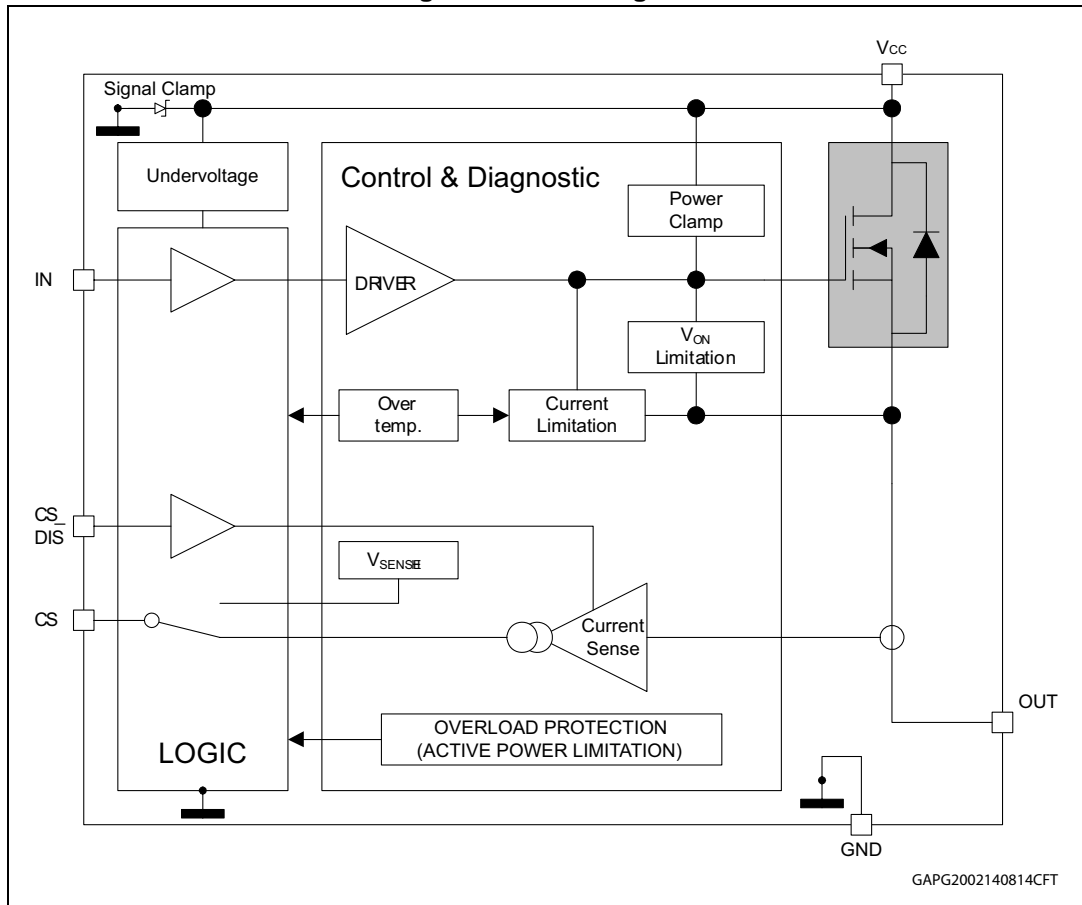 VCC
Signal Clamp
Undervoltage
Control & Diagnostic
Power
Clamp
IN
DRIVER
VON
Limitation
Over
temp.
Current
Limitation
CS_
DIS
VSENSEH
CS
Current
Sense
OUT
OVERLOAD PROTECTION
(ACTIVE POWER LIMITATION)
LOGIC
GND
GAPG2002140814CFT